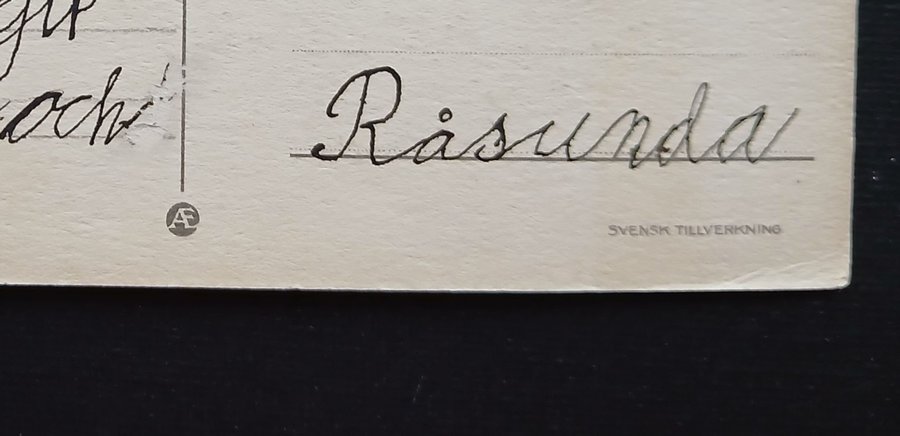 och
Råsunda
Æ
SVENSK TILLVERKNING